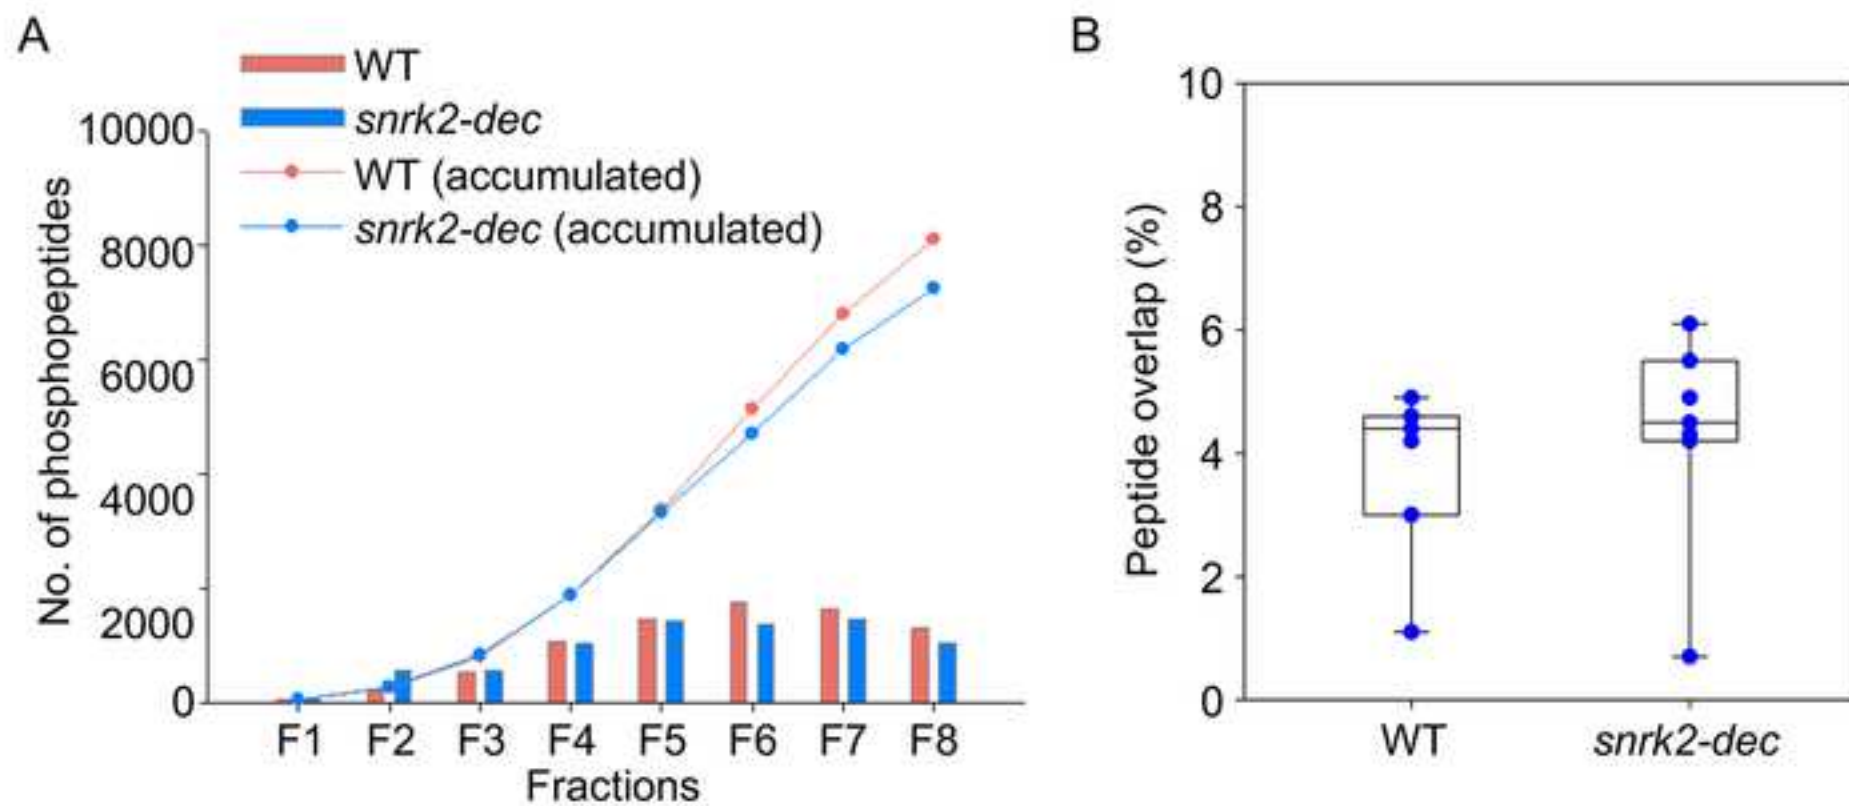 A
WT
snrk2-dec
WT (accumulated)
snrk2-dec (accumulated)
No. of phosphopeptides
10000
8000
6000
4000
2000
0
F1 F2 F3 F4 F5 F6 F7 F8
Fractions
B
Peptide overlap (%)
10
8
6
4
2
0
WT snrk2-dec